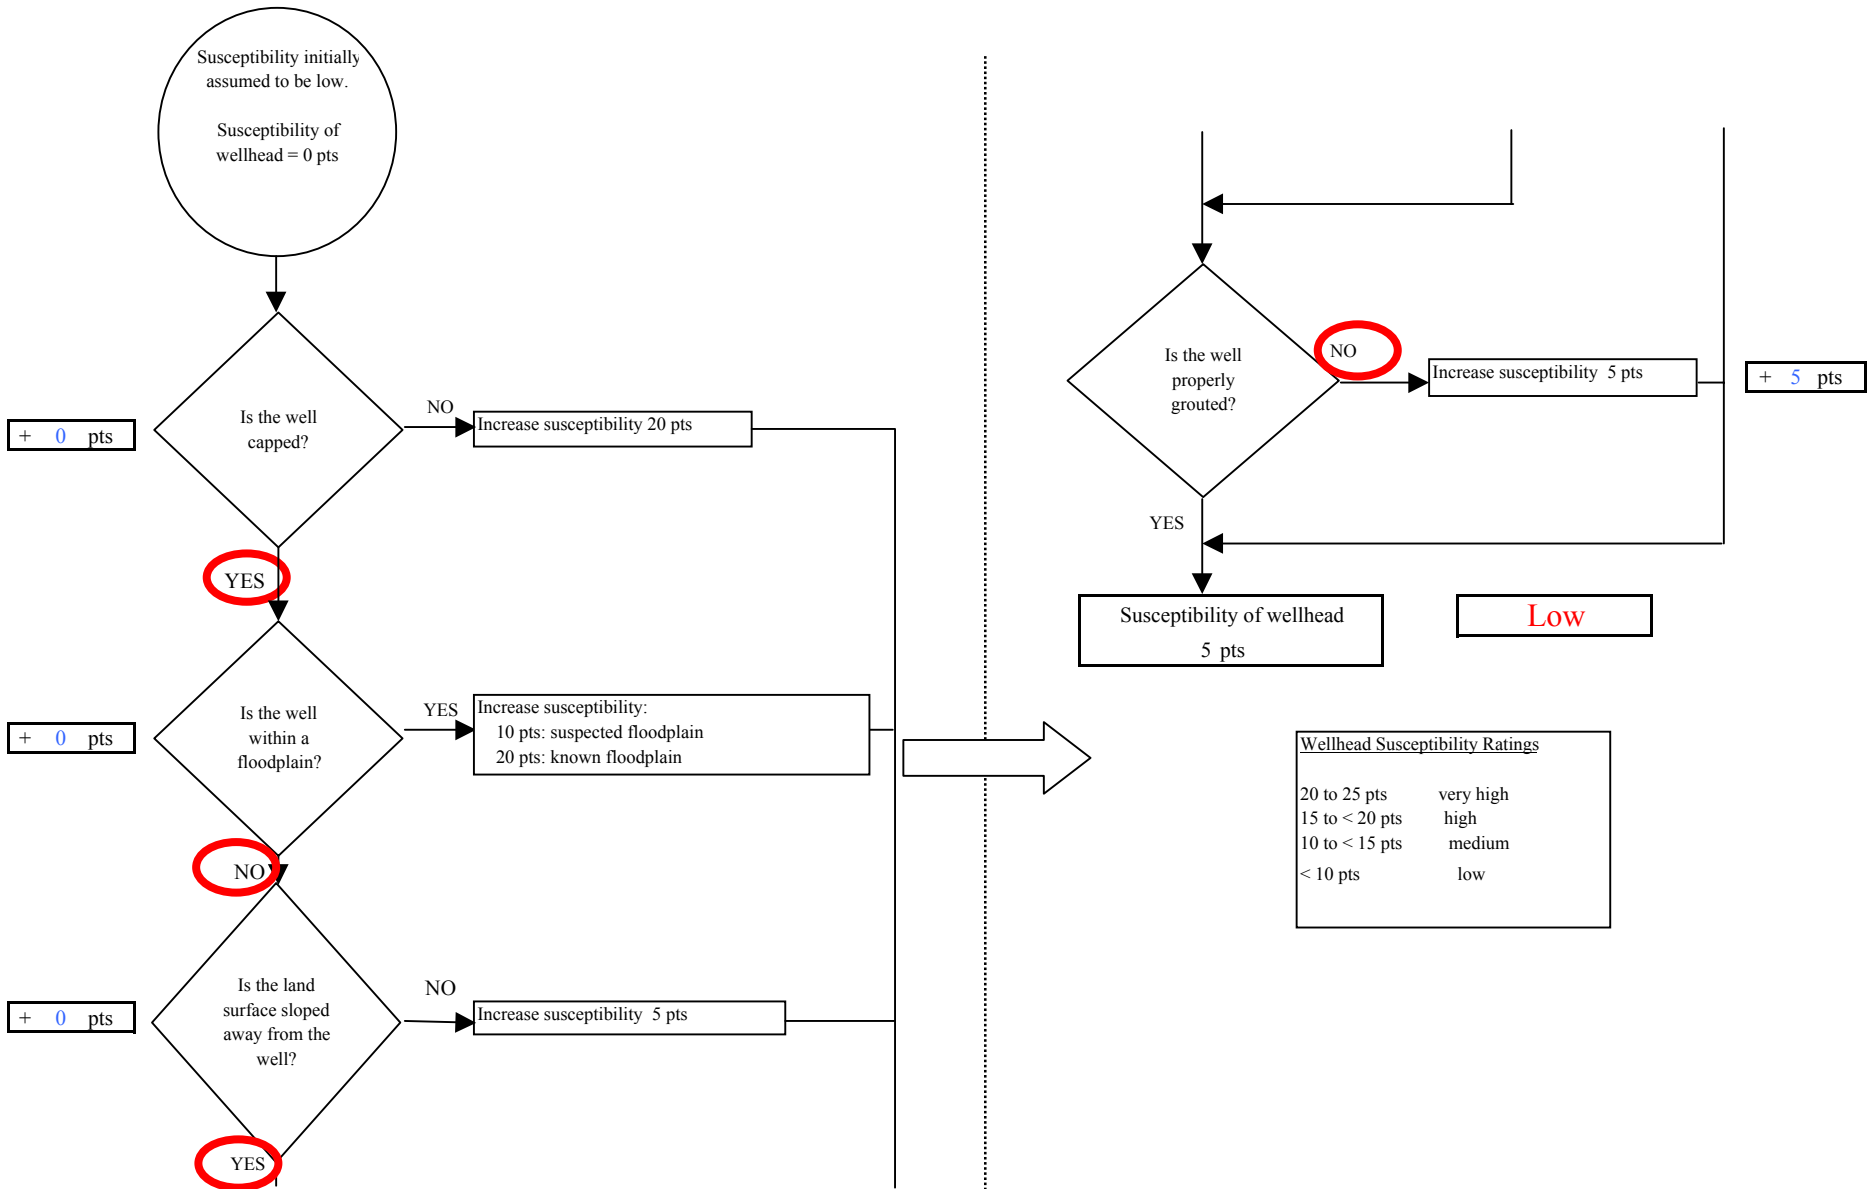 Susceptibility initially
assumed to be low.
Susceptibility of
wellhead = 0 pts
Is the well
capped?
NO
Increase susceptibility 20 pts
+ 0 pts
YES
Is the well
within a
floodplain?
YES
Increase susceptibility:
10 pts: suspected floodplain
20 pts: known floodplain
+ 0 pts
NO
Is the land
surface sloped
away from the
well?
NO
Increase susceptibility 5 pts
+ 0 pts
YES
Is the well
properly
grouted?
NO
Increase susceptibility 5 pts
+ 5 pts
YES
Susceptibility of wellhead
5 pts
Low
Wellhead Susceptibility Ratings
20 to 25 pts very high
15 to < 20 pts high
10 to < 15 pts medium
< 10 pts low